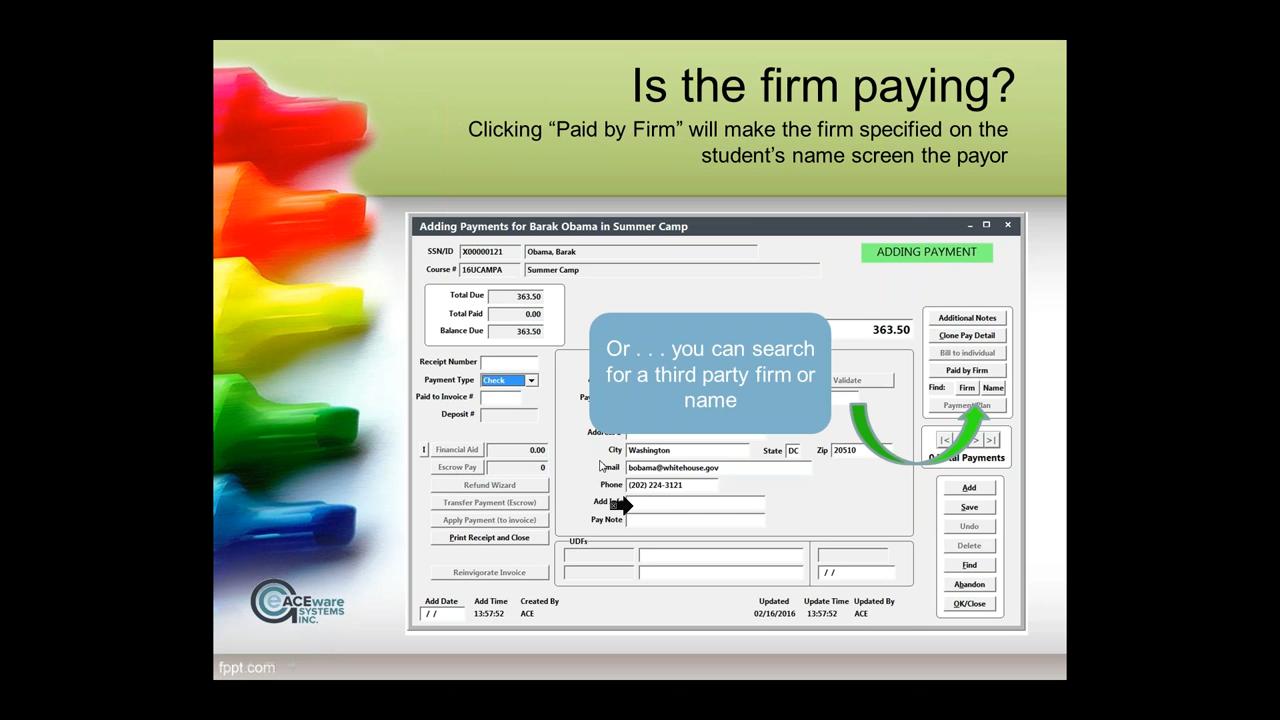 Is the firm paying?
Clicking “Paid by Firm” will make the firm specified on the
student’s name screen the payor
Adding Payments for Barak Obama in Summer Camp
SSN/ID X00000121 Obama, Barak
ADDING PAYMENT
Course # 16UCAMPA Summer Camp
Total Due 363.50
Total Paid 0.00
Balance Due 363.50
363.50
Or . . . you can search
for a third party firm or
name
Receipt Number
Payment Type Check
Paid to Invoice #
Deposit #
Validate
I Financial Aid 0.00
Escrow Pay 0
Refund Wizard
Transfer Payment (Escrow)
Apply Payment (to invoice)
Print Receipt and Close
Reinvigorate Invoice
City Washington State DC Zip 20510
bobama@whitehouse.gov
Phone (202) 224-3121
Add
Pay Note
UDFs
/ /
Additional Notes
Clone Pay Detail
Bill to individual
Paid by Firm
Find: Firm Name
Payment Plan
|< > >|
Payments
Add
Save
Undo
Delete
Find
Abandon
OK/Close
Add Date Add Time Created By Updated Update Time Updated By
/ / 13:57:52 ACE 02/16/2016 13:57:52 ACE
ACEware
SYSTEMS
INC.
fppt.com